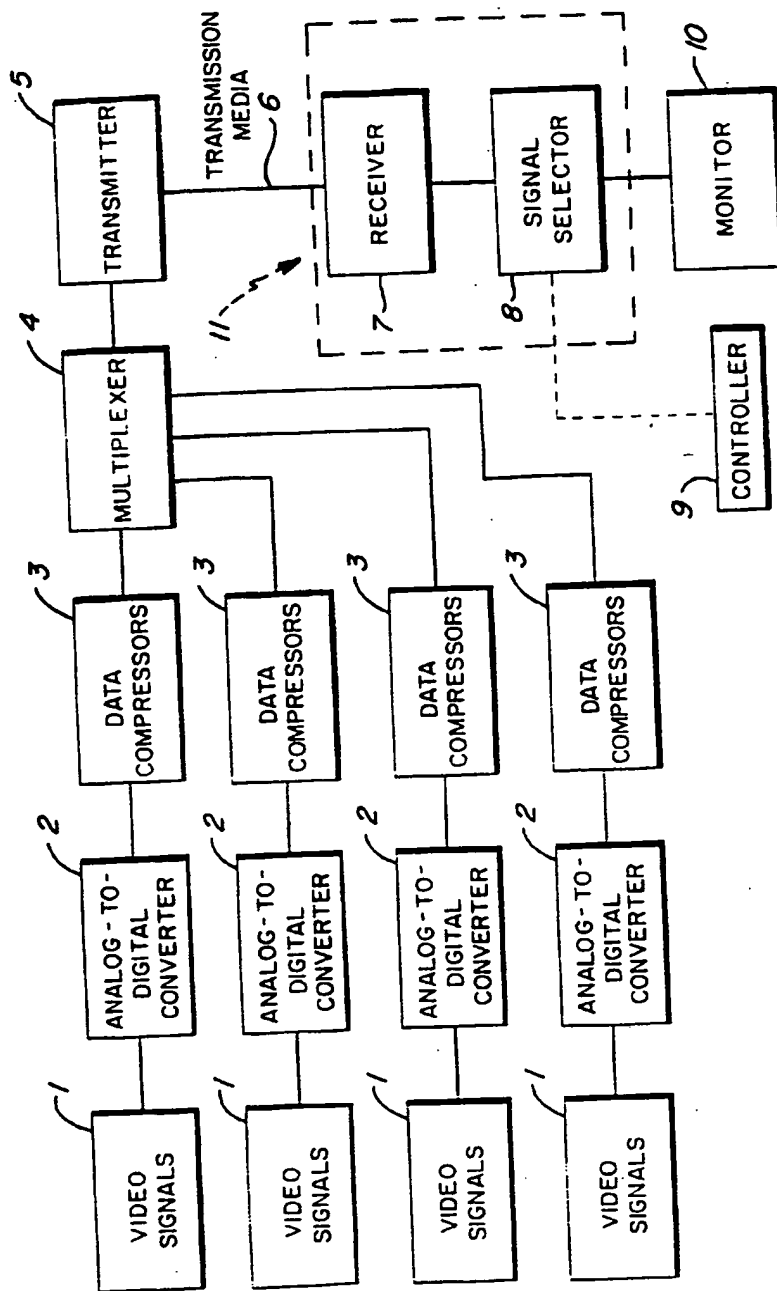 1
VIDEO
SIGNALS
2
ANALOG-TO-
DIGITAL
CONVERTER
3
DATA
COMPRESSORS
4
MULTIPLEXER
5
TRANSMITTER
1
VIDEO
SIGNALS
2
ANALOG-TO-
DIGITAL
CONVERTER
3
DATA
COMPRESSORS
TRANSMISSION
MEDIA
6
1
VIDEO
SIGNALS
2
ANALOG-TO-
DIGITAL
CONVERTER
3
DATA
COMPRESSORS
11
RECEIVER
7
1
VIDEO
SIGNALS
2
ANALOG-TO-
DIGITAL
CONVERTER
3
DATA
COMPRESSORS
SIGNAL
SELECTOR
8
9
CONTROLLER
10
MONITOR